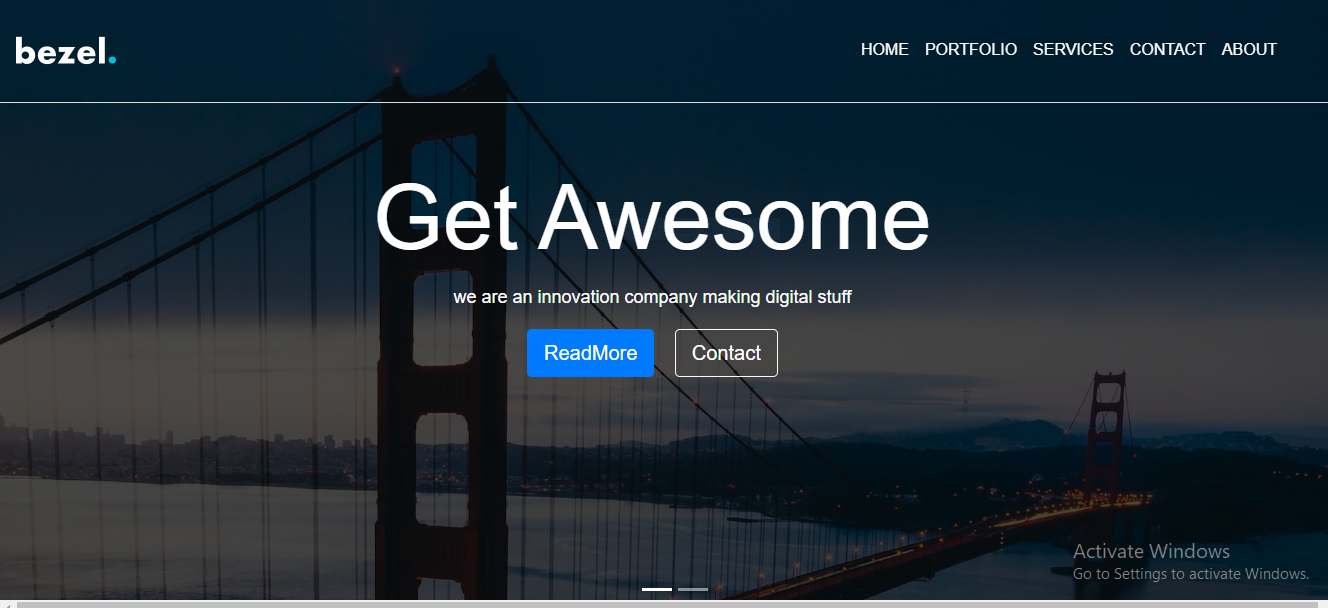 bezel.
HOME PORTFOLIO SERVICES CONTACT ABOUT
Get Awesome
we are an innovation company making digital stuff
ReadMore Contact
Activate Windows
Go to Settings to activate Windows.